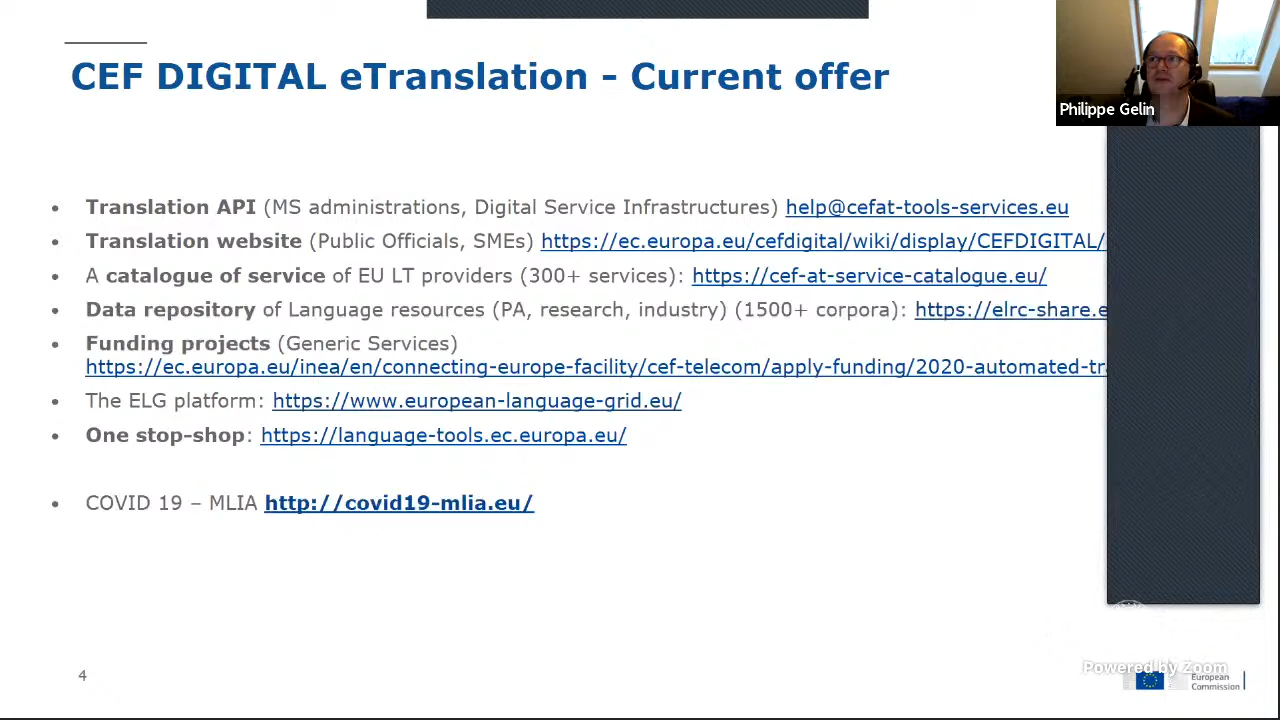 CEF DIGITAL eTranslation - Current offer
Philippe Gelin
• Translation API (MS administrations, Digital Service Infrastructures) help@cefat-tools-services.eu
• Translation website (Public Officials, SMEs) https://ec.europa.eu/cefdigital/wiki/display/CEFDIGITAL/
• A catalogue of service of EU LT providers (300+ services): https://cef-at-service-catalogue.eu/
• Data repository of Language resources (PA, research, industry) (1500+ corpora): https://elrc-share.e
• Funding projects (Generic Services)
https://ec.europa.eu/inea/en/connecting-europe-facility/cef-telecom/apply-funding/2020-automated-tr
• The ELG platform: https://www.european-language-grid.eu/
• One stop-shop: https://language-tools.ec.europa.eu/
• COVID 19 – MLIA http://covid19-mlia.eu/
4
Powered by Zoom
European
Commission